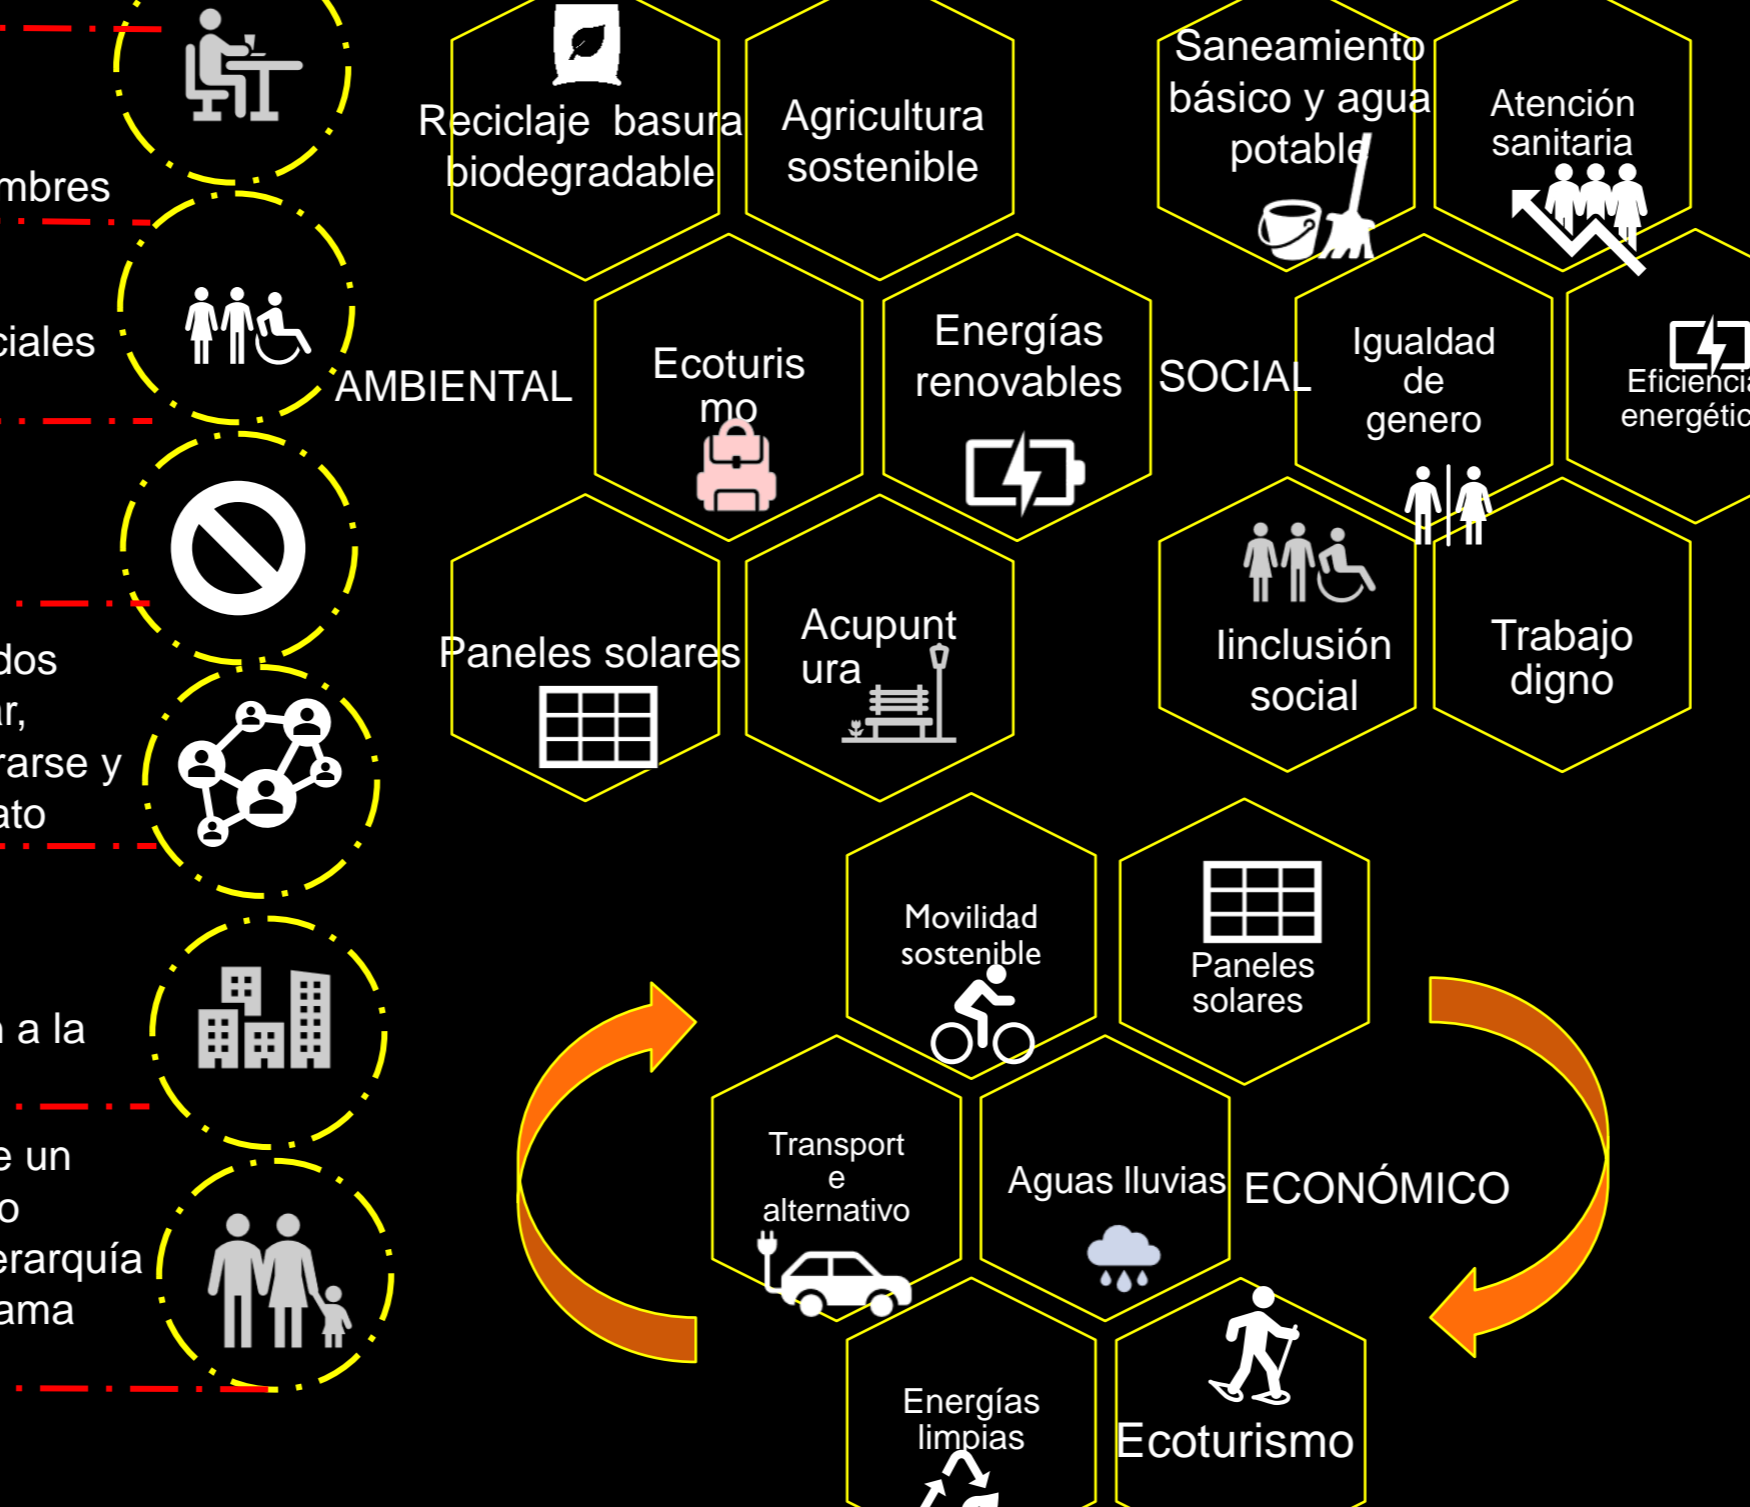 mbres
ciales
dos
ar,
rarse y
ato
n a la
e un
o
erarquía
ama
Reciclaje basura
biodegradable
Agricultura
sostenible
AMBIENTAL
Ecoturis
mo
Energías
renovables
Paneles solares
Acupunt
ura
Saneamiento
básico y agua
potable
Atención
sanitaria
SOCIAL
Igualdad
de
genero
Eficiencia
energétic
Iinclusión
social
Trabajo
digno
Movilidad
sostenible
Paneles
solares
Transport
e
alternativo
Aguas lluvias
ECONÓMICO
Energías
limpias
Ecoturismo